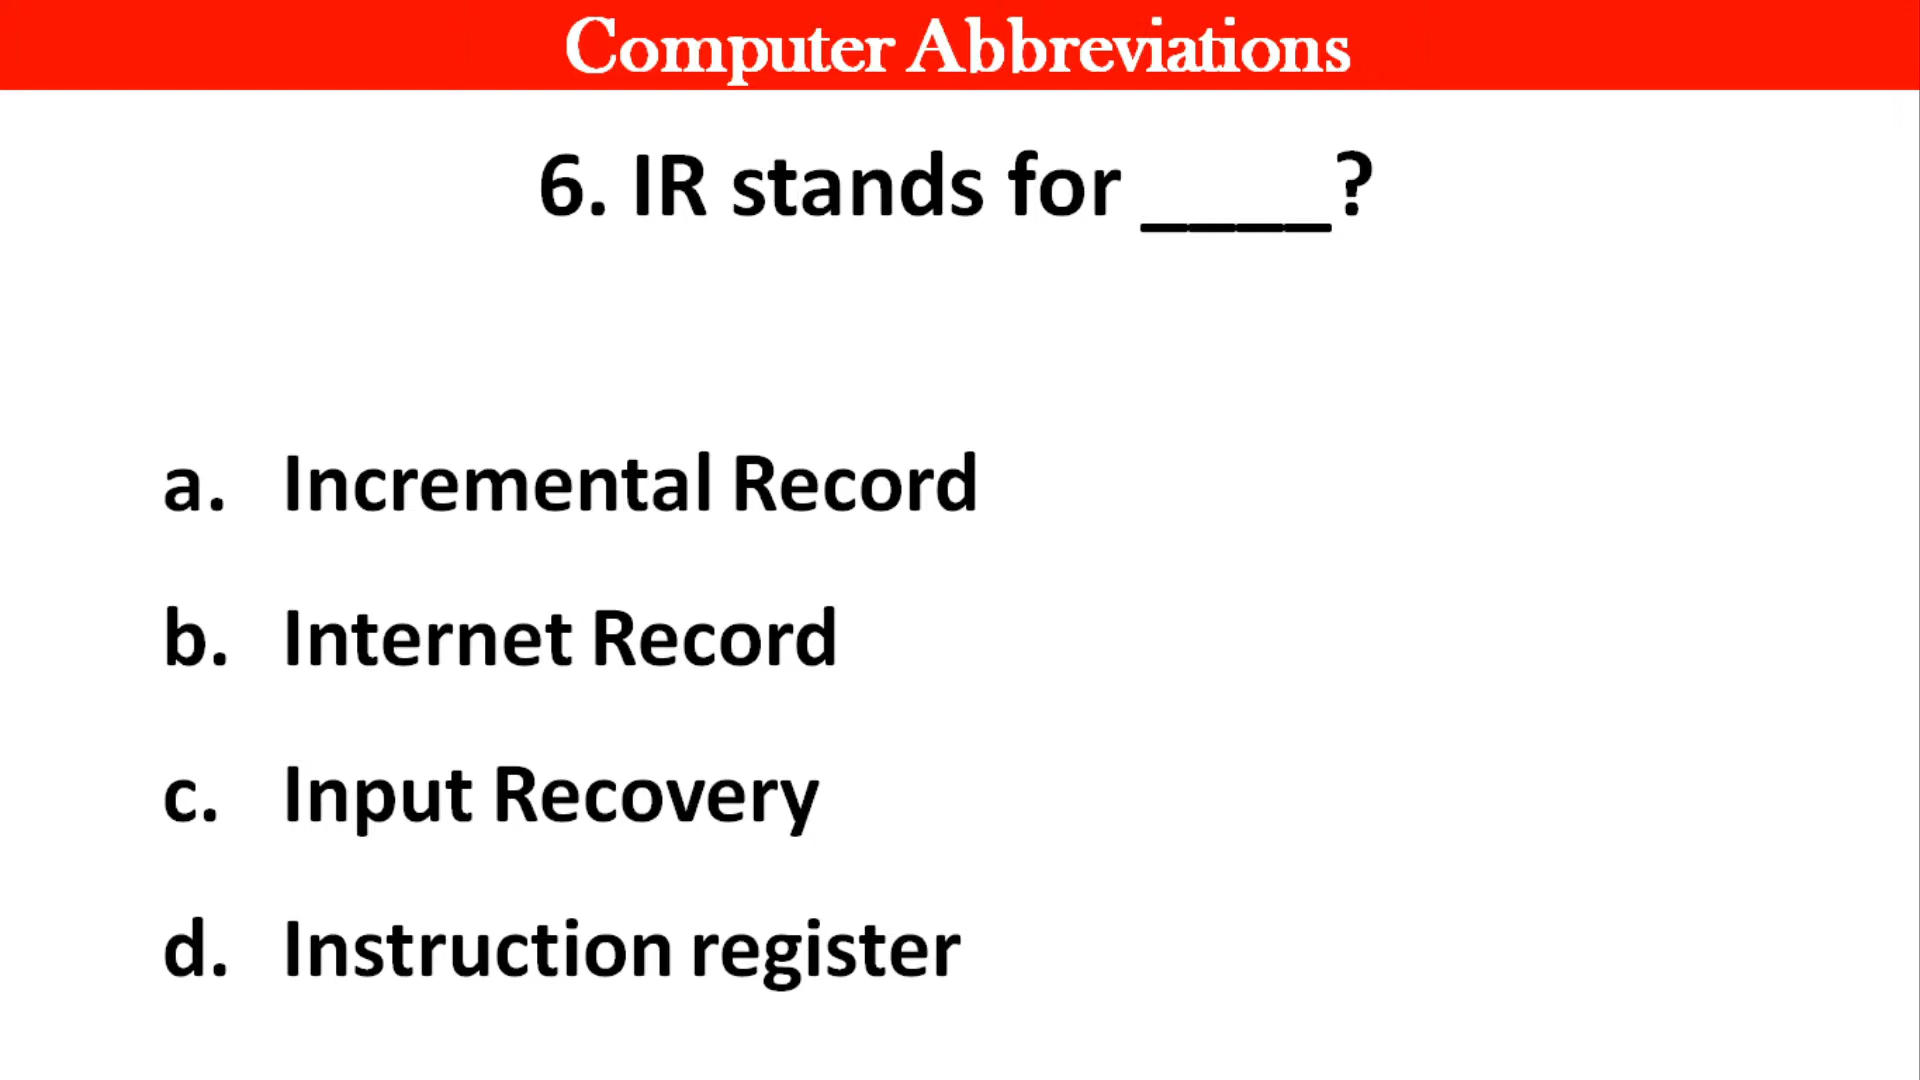 Computer Abbreviations
6. IR stands for ____?
a. Incremental Record
b. Internet Record
c. Input Recovery
d. Instruction register